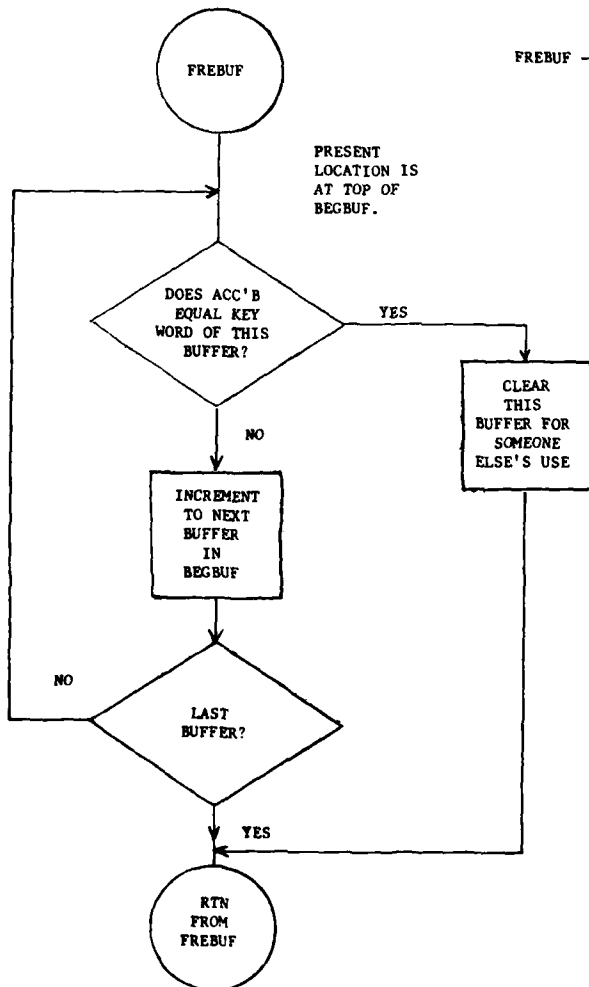 FREBUF
FREBUF -
PRESENT
LOCATION IS
AT TOP OF
BEGBUF.
DOES ACC'B
EQUAL KEY
WORD OF THIS
BUFFER?
YES
CLEAR
THIS
BUFFER FOR
SOMEONE
ELSE'S USE
NO
INCREMENT
TO NEXT
BUFFER
IN
BEGBUF
NO
LAST
BUFFER?
YES
RTN
FROM
FREBUF